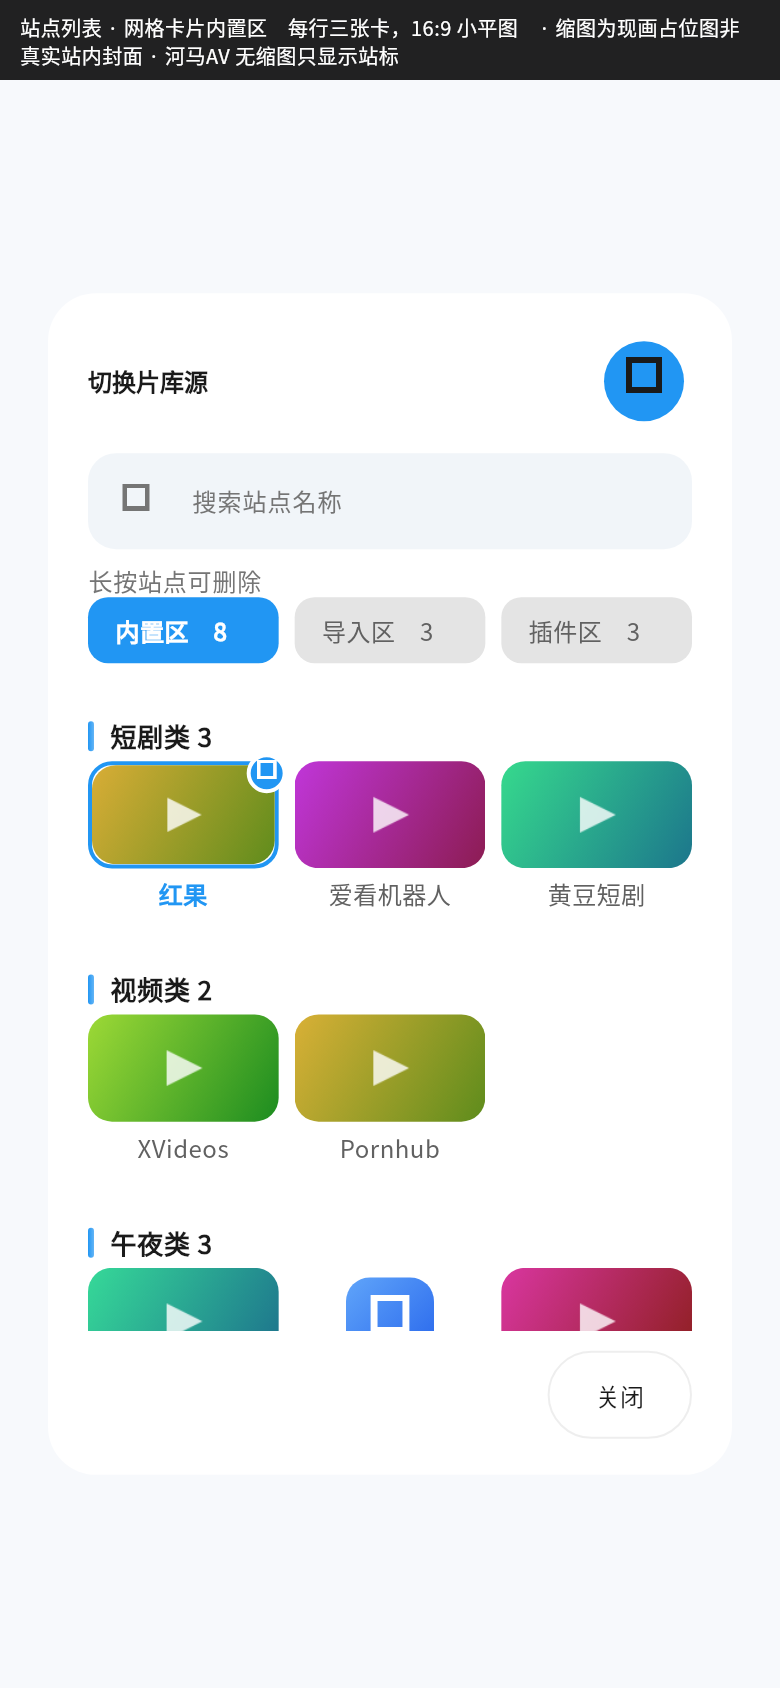 站点列表 · 网格卡片内置区 每行三张卡，16:9 小平图 · 缩图为现画占位图非
真实站内封面 · 河马AV 无缩图只显示站标
切换片库源
搜索站点名称
长按站点可删除
内置区 8 导入区 3 插件区 3
短剧类 3
红果 爱看机器人 黄豆短剧
视频类 2
XVideos Pornhub
午夜类 3
关闭